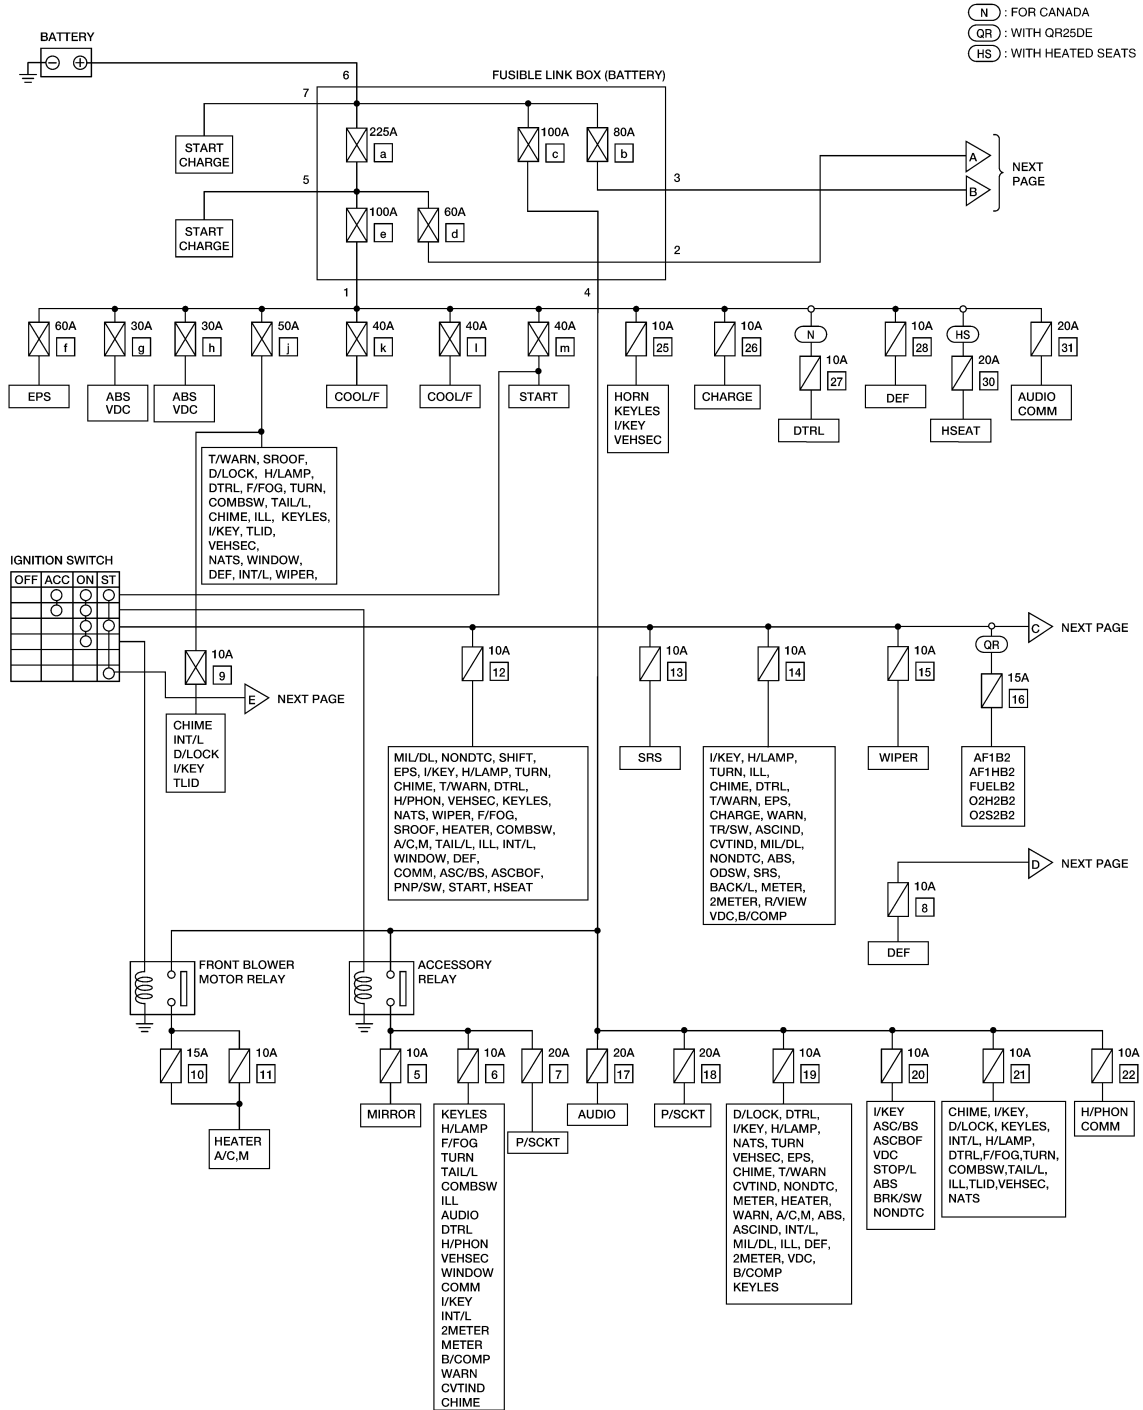 N : FOR CANADA
QR : WITH QR25DE
HS : WITH HEATED SEATS
BATTERY
FUSIBLE LINK BOX (BATTERY)
6
7
225A
a
100A
c
80A
b
START
CHARGE
5
3
A
B
NEXT
PAGE
100A
e
60A
d
START
CHARGE
2
1
4
60A
f
30A
g
30A
h
50A
j
40A
k
40A
l
40A
m
10A
25
10A
26
N
10A
27
10A
28
HS
20A
30
20A
31
EPS
ABS
VDC
ABS
VDC
COOL/F
COOL/F
START
HORN
KEYLES
I/KEY
VEHSEC
CHARGE
DTRL
DEF
HSEAT
AUDIO
COMM
T/WARN, SROOF,
D/LOCK, H/LAMP,
DTRL, F/FOG, TURN,
COMBSW, TAIL/L,
CHIME, ILL, KEYLES,
I/KEY, TLID,
VEHSEC,
NATS, WINDOW,
DEF, INT/L, WIPER,
IGNITION SWITCH
OFF ACC ON ST
C
NEXT PAGE
10A
9
E
NEXT PAGE
CHIME
INT/L
D/LOCK
I/KEY
TLID
10A
12
10A
13
10A
14
10A
15
QR
15A
16
MIL/DL, NONDTC, SHIFT,
EPS, I/KEY, H/LAMP, TURN,
CHIME, T/WARN, DTRL,
H/PHON, VEHSEC, KEYLES,
NATS, WIPER, F/FOG,
SROOF, HEATER, COMBSW,
A/C,M, TAIL/L, ILL, INT/L,
WINDOW, DEF,
COMM, ASC/BS, ASCBOF,
PNP/SW, START, HSEAT
SRS
I/KEY, H/LAMP,
TURN, ILL,
CHIME, DTRL,
T/WARN, EPS,
CHARGE, WARN,
TR/SW, ASCIND,
CVTIND, MIL/DL,
NONDTC, ABS,
ODSW, SRS,
BACK/L, METER,
2METER, R/VIEW
VDC,B/COMP
WIPER
AF1B2
AF1HB2
FUELB2
O2H2B2
O2S2B2
D
NEXT PAGE
10A
8
DEF
FRONT BLOWER
MOTOR RELAY
ACCESSORY
RELAY
15A
10
10A
11
HEATER
A/C,M
10A
5
10A
6
20A
7
20A
17
20A
18
10A
19
10A
20
10A
21
10A
22
MIRROR
KEYLES
H/LAMP
F/FOG
TURN
TAIL/L
COMBSW
ILL
AUDIO
DTRL
H/PHON
VEHSEC
WINDOW
COMM
I/KEY
INT/L
2METER
METER
B/COMP
WARN
CVTIND
CHIME
P/SCKT
AUDIO
P/SCKT
D/LOCK, DTRL,
I/KEY, H/LAMP,
NATS, TURN
VEHSEC, EPS,
CHIME, T/WARN
CVTIND, NONDTC,
METER, HEATER,
WARN, A/C,M, ABS,
ASCIND, INT/L,
MIL/DL, ILL, DEF,
2METER, VDC,
B/COMP
KEYLES
I/KEY
ASC/BS
ASCBOF
VDC
STOP/L
ABS
BRK/SW
NONDTC
CHIME, I/KEY,
D/LOCK, KEYLES,
INT/L, H/LAMP,
DTRL,F/FOG,TURN,
COMBSW,TAIL/L,
ILL,TLID,VEHSEC,
NATS
H/PHON
COMM